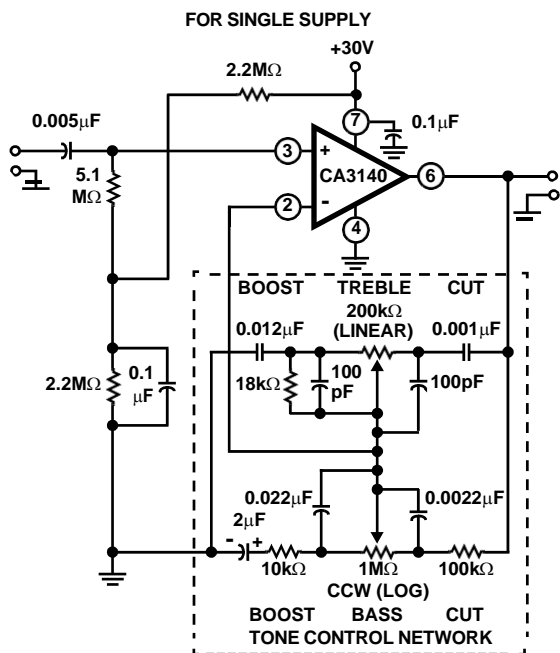 FOR SINGLE SUPPLY
+30V
2.2MΩ
0.005μF
7
0.1μF
3
+
CA3140
6
5.1
MΩ
2
-
4
BOOST TREBLE CUT
200kΩ
(LINEAR)
0.012μF
0.001μF
100
pF
18kΩ
100pF
2.2MΩ
0.1
μF
0.022μF
0.0022μF
2μF
- +
10kΩ
1MΩ
100kΩ
CCW (LOG)
BOOST BASS CUT
TONE CONTROL NETWORK